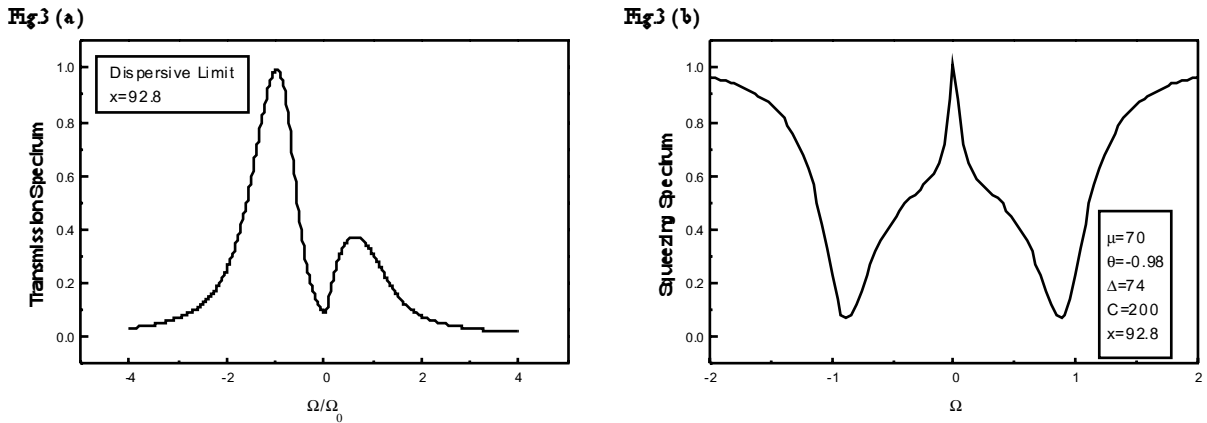 Fig.3 (a)
Dispersive Limit
x=92.8
Transmission Spectrum
1.0
0.8
0.6
0.4
0.2
0.0
-4
-2
0
2
4
Ω/Ω₀
Fig.3 (b)
Squeezing Spectrum
1.0
0.8
0.6
0.4
0.2
0.0
μ=70
θ=-0.98
Δ=74
C=200
x=92.8
-2
-1
0
1
2
Ω